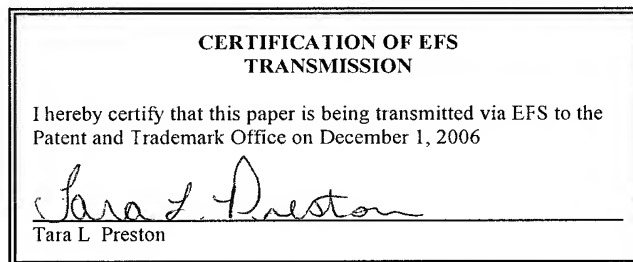 CERTIFICATION OF EFS
TRANSMISSION
I hereby certify that this paper is being transmitted via EFS to the
Patent and Trademark Office on December 1, 2006
Tara L. Preston
Tara L Preston